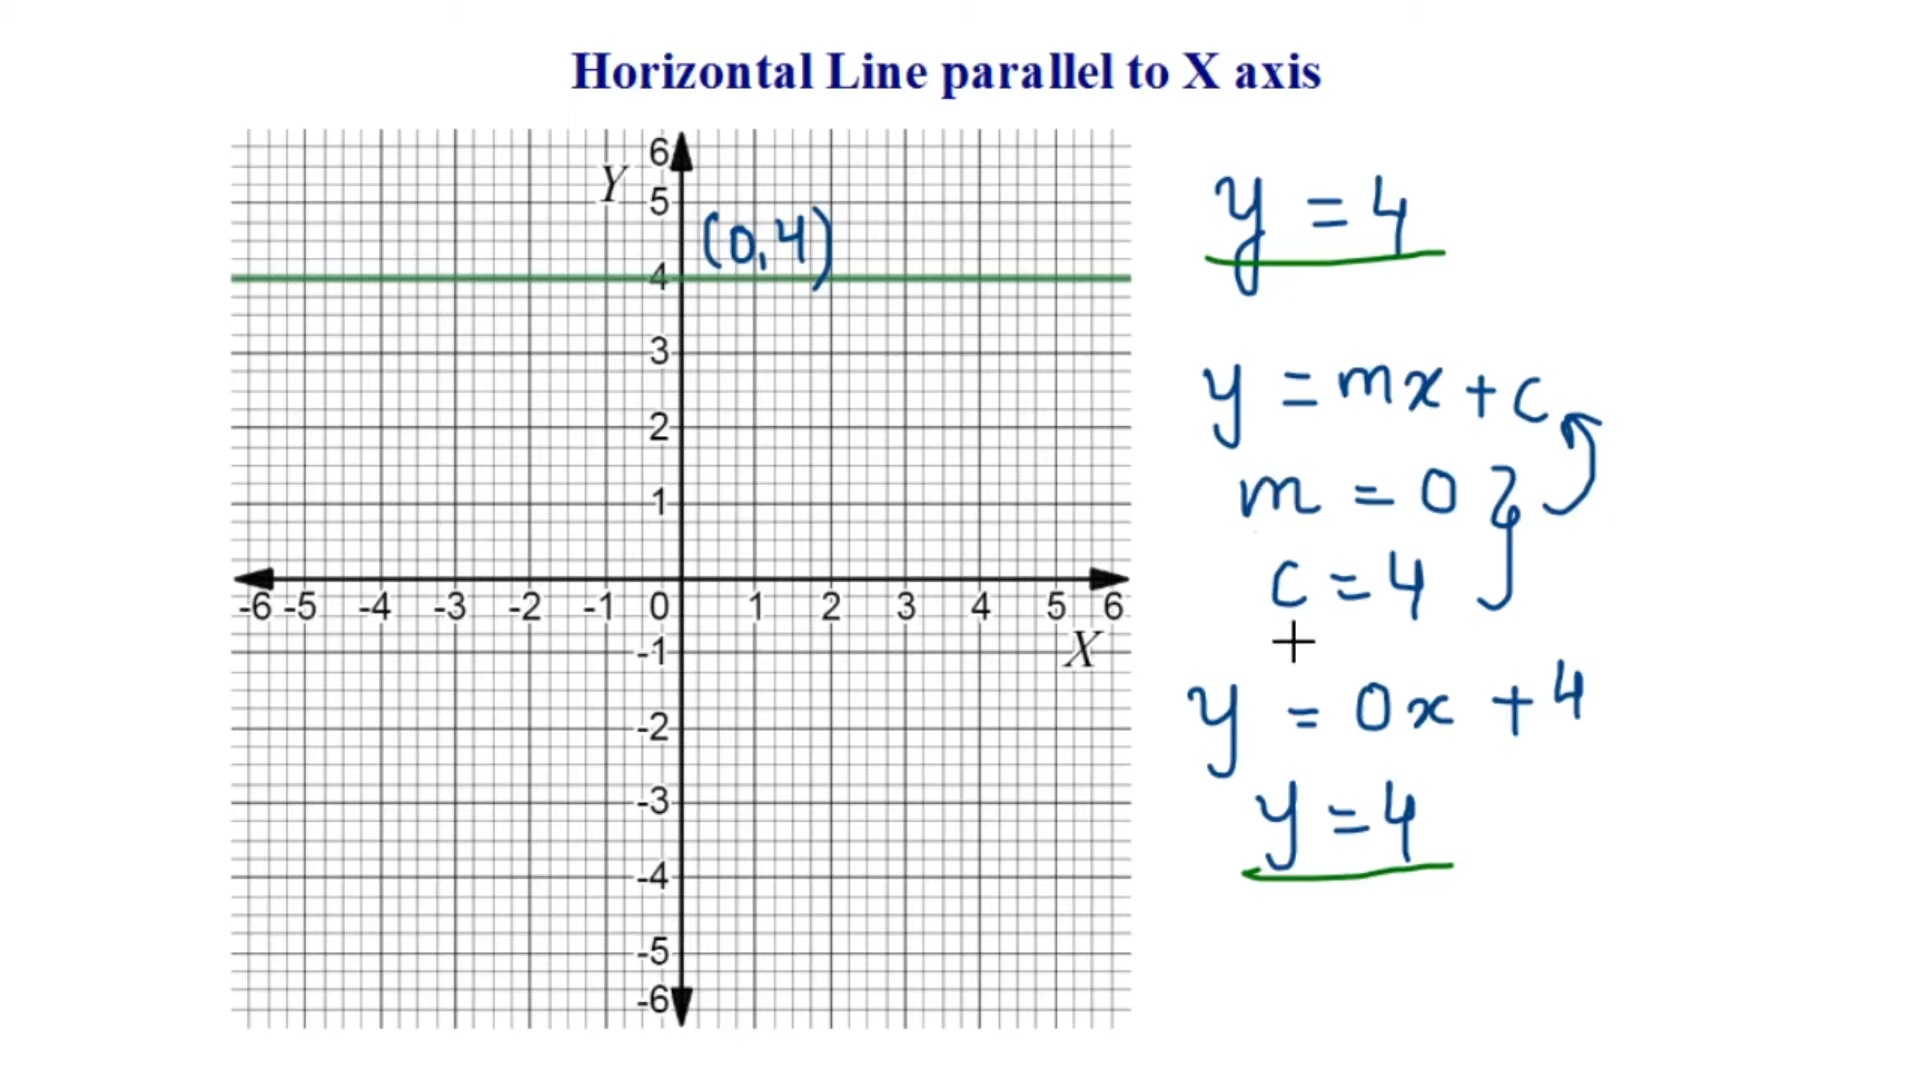 Horizontal Line parallel to X axis
6
Y 5
(0,4)
4
3
2
1
-6 -5 -4 -3 -2 -1 0 1 2 3 4 5 6
X
-1
-2
-3
-4
-5
-6
y = 4
y = mx + c
m = 0 }
c = 4
y = 0x + 4
y = 4